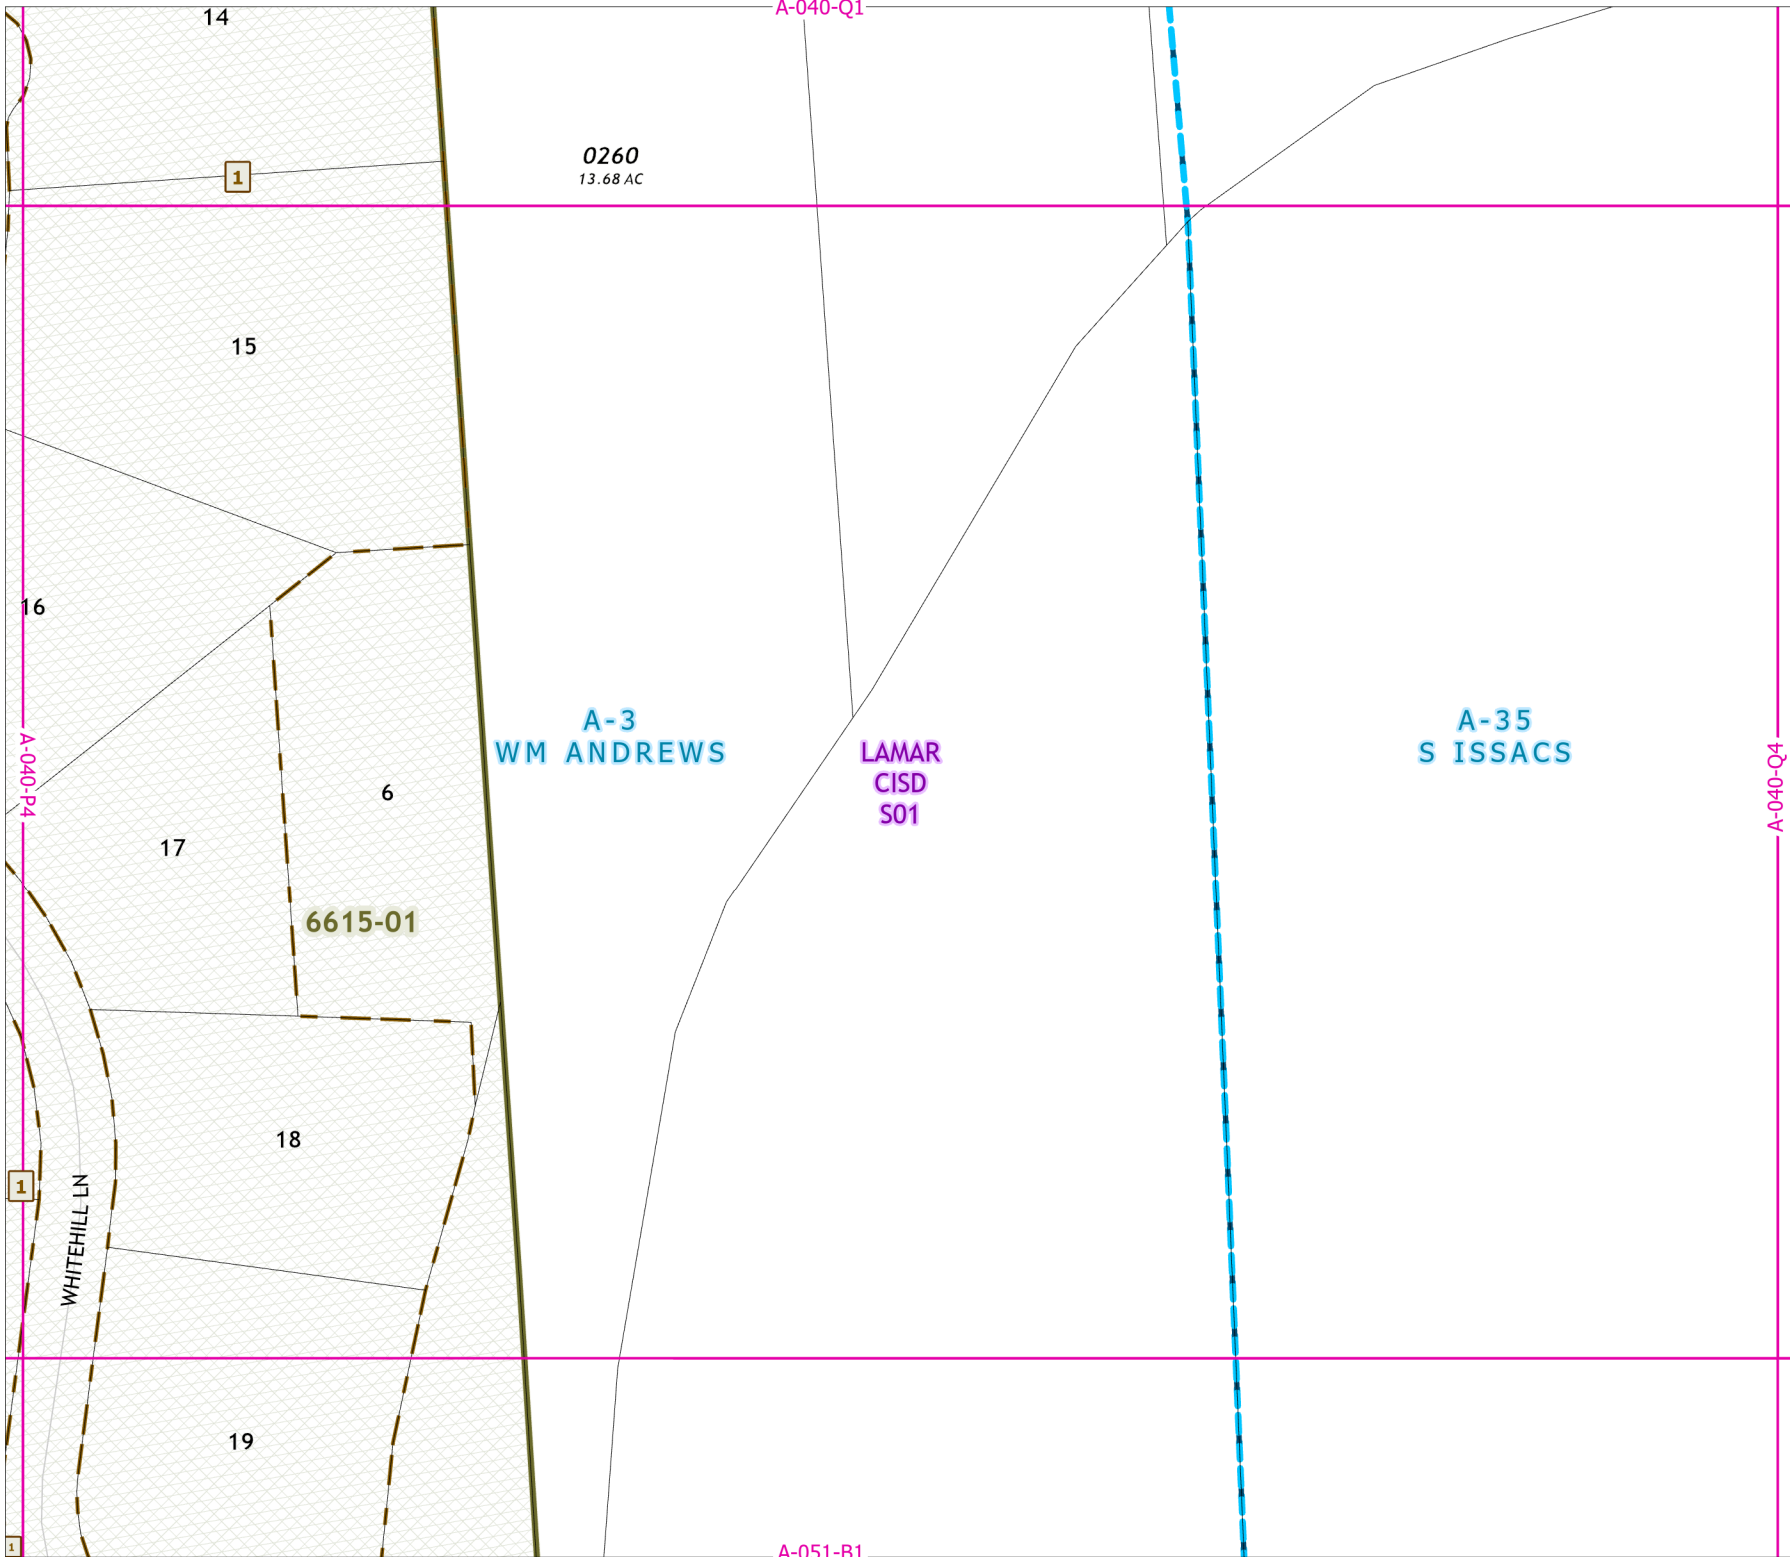 A-040-Q1
14
0260
13.68 AC
1
15
16
A-3
WM ANDREWS
A-35
S ISSACS
LAMAR
CISD
S01
A-040-P4
A-040-Q4
6
17
6615-01
18
1
WHITEHILL LN
19
1
A-051-B1